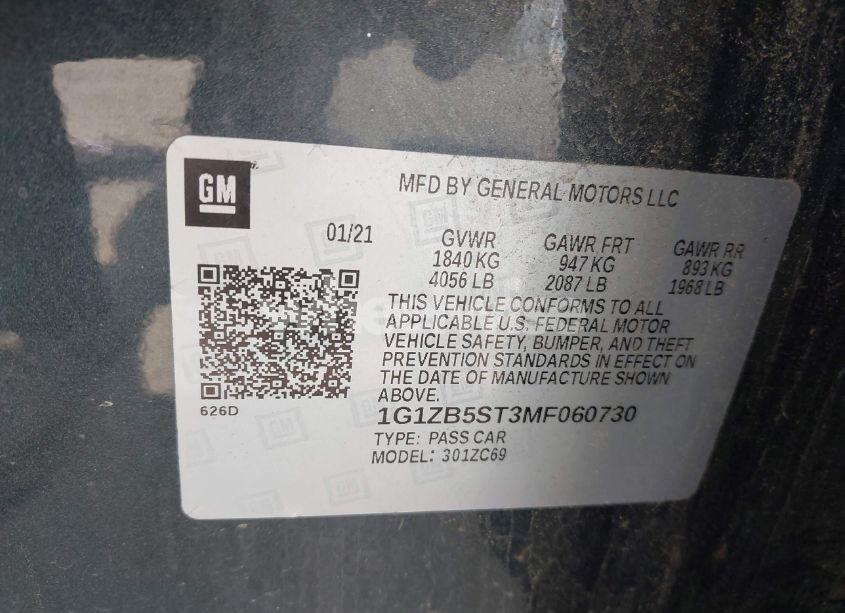 GM
MFD BY GENERAL MOTORS LLC
01/21
GVWR GAWR FRT GAWR RR
1840 KG 947 KG 893 KG
4056 LB 2087 LB 1968 LB
THIS VEHICLE CONFORMS TO ALL
APPLICABLE U.S. FEDERAL MOTOR
VEHICLE SAFETY, BUMPER, AND THEFT
PREVENTION STANDARDS IN EFFECT ON
THE DATE OF MANUFACTURE SHOWN
ABOVE.
626D
1G1ZB5ST3MF060730
TYPE: PASS CAR
MODEL: 301ZC69